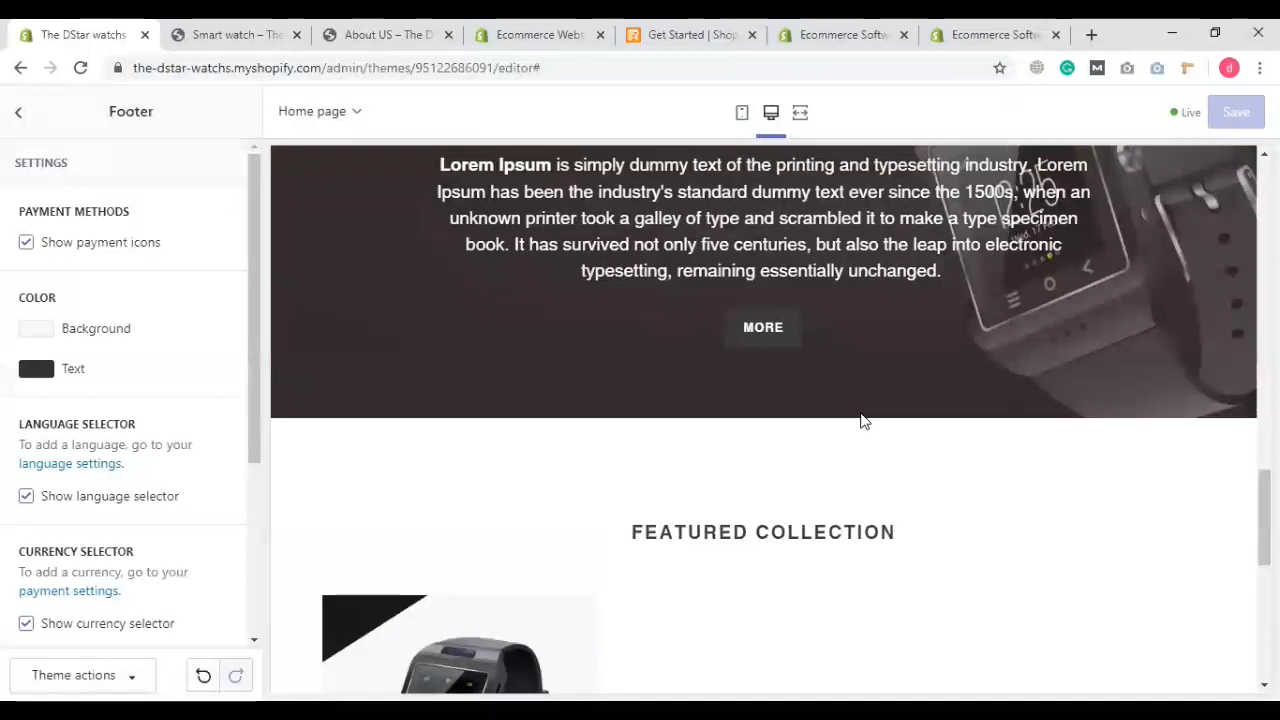 The DStar watchs
Smart watch – The
About US – The D
Ecommerce Webs
Get Started | Shop
Ecommerce Softw
Ecommerce Softw
the-dstar-watchs.myshopify.com/admin/themes/95122686091/editor#
d
Footer
Home page
Live
Save
SETTINGS
PAYMENT METHODS
Show payment icons
COLOR
Background
Text
LANGUAGE SELECTOR
To add a language, go to your
language settings.
Show language selector
CURRENCY SELECTOR
To add a currency, go to your
payment settings.
Show currency selector
Theme actions
Lorem Ipsum is simply dummy text of the printing and typesetting industry. Lorem
Ipsum has been the industry's standard dummy text ever since the 1500s, when an
unknown printer took a galley of type and scrambled it to make a type specimen
book. It has survived not only five centuries, but also the leap into electronic
typesetting, remaining essentially unchanged.
MORE
FEATURED COLLECTION